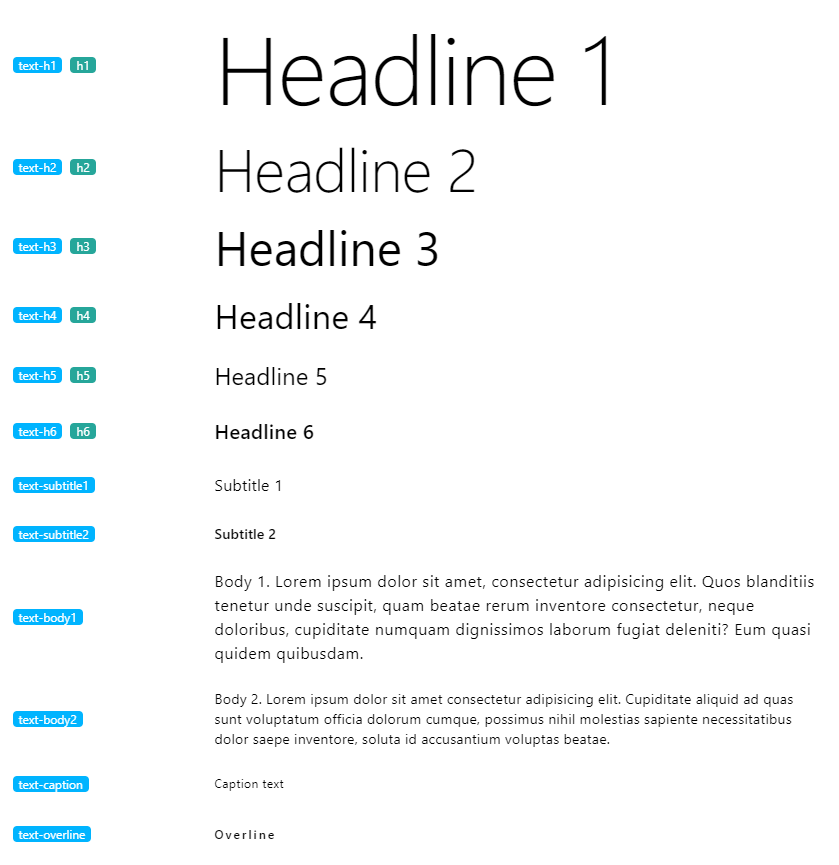 text-h1 h1 Headline 1
text-h2 h2 Headline 2
text-h3 h3 Headline 3
text-h4 h4 Headline 4
text-h5 h5 Headline 5
text-h6 h6 Headline 6
text-subtitle1 Subtitle 1
text-subtitle2 Subtitle 2
text-body1
Body 1. Lorem ipsum dolor sit amet, consectetur adipisicing elit. Quos blanditiis
tenetur unde suscipit, quam beatae rerum inventore consectetur, neque
doloribus, cupiditate numquam dignissimos laborum fugiat deleniti? Eum quasi
quidem quibusdam.
text-body2
Body 2. Lorem ipsum dolor sit amet consectetur adipisicing elit. Cupiditate aliquid ad quas
sunt voluptatum officia dolorum cumque, possimus nihil molestias sapiente necessitatibus
dolor saepe inventore, soluta id accusantium voluptas beatae.
text-caption Caption text
text-overline Overline